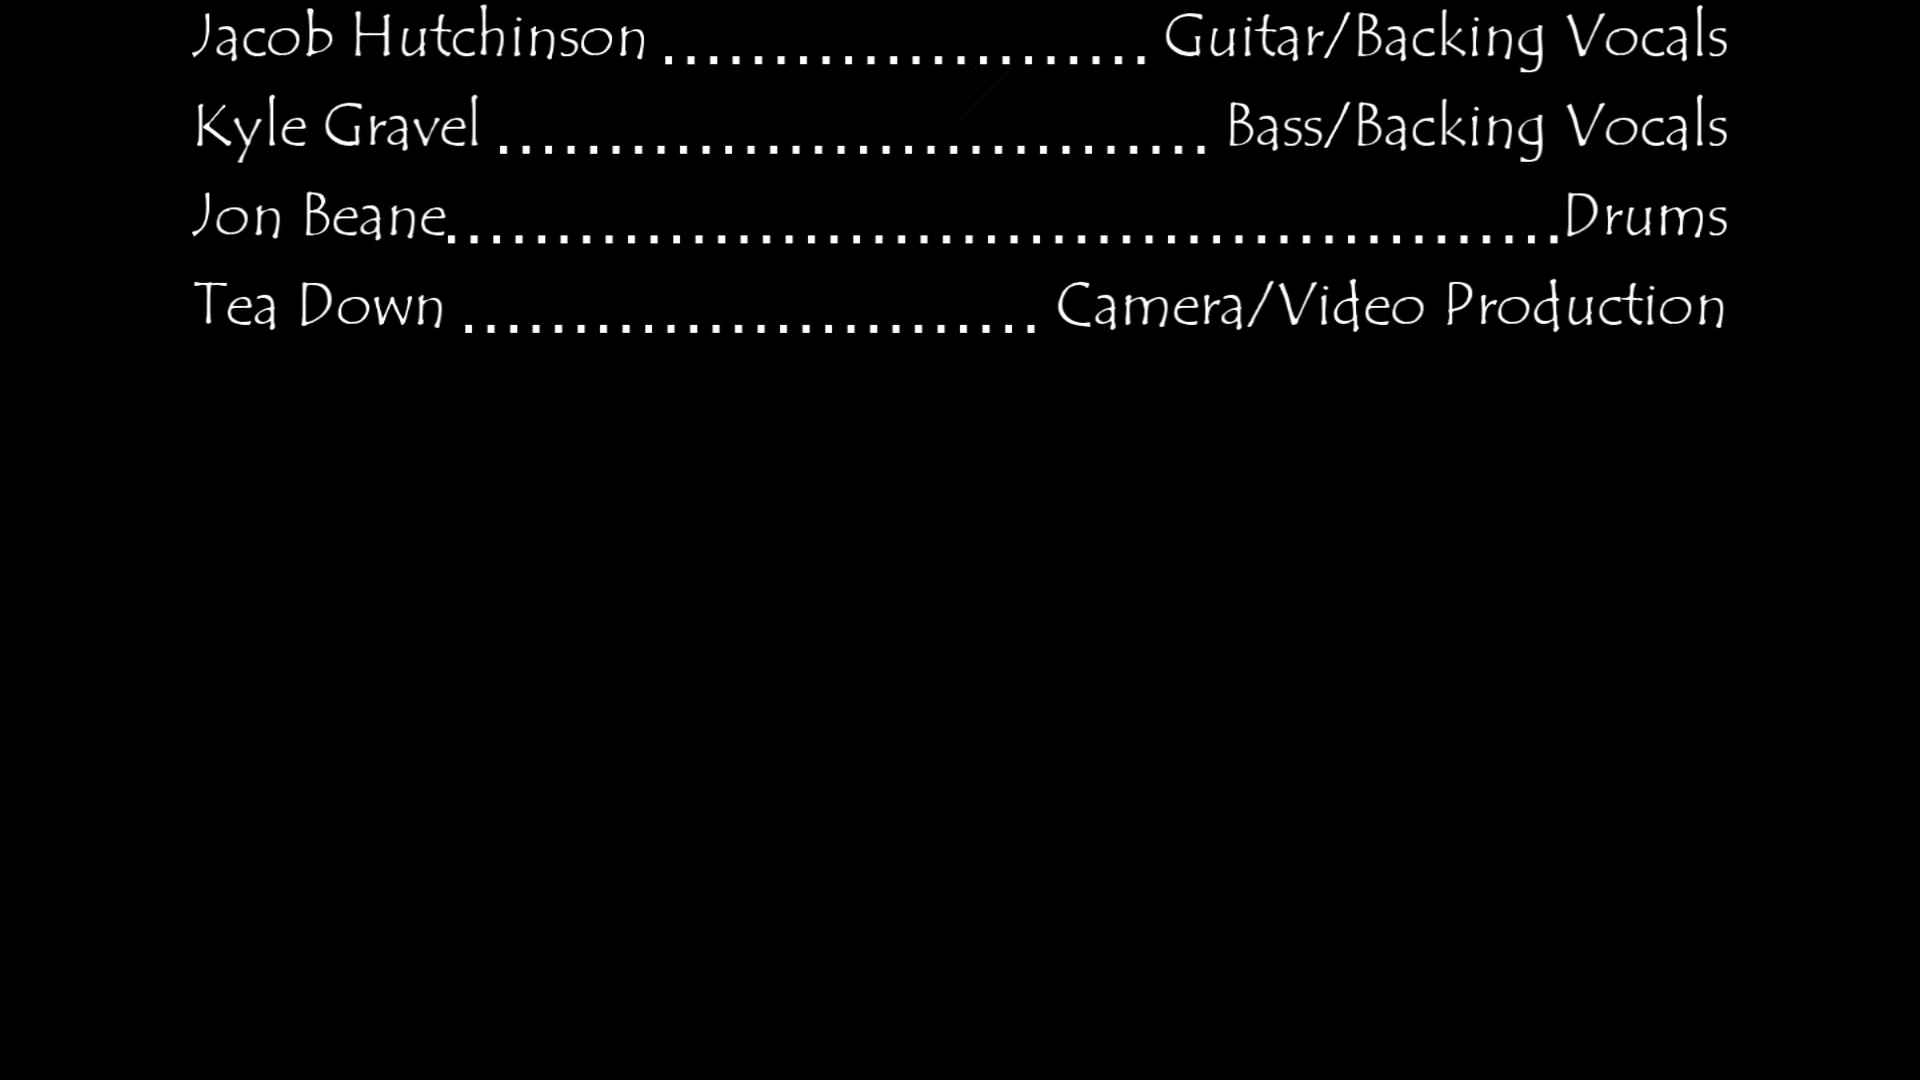 Jacob Hutchinson ...................... Guitar/Backing Vocals
Kyle Gravel ................................ Bass/Backing Vocals
Jon Beane..................................................Drums
Tea Down .......................... Camera/Video Production